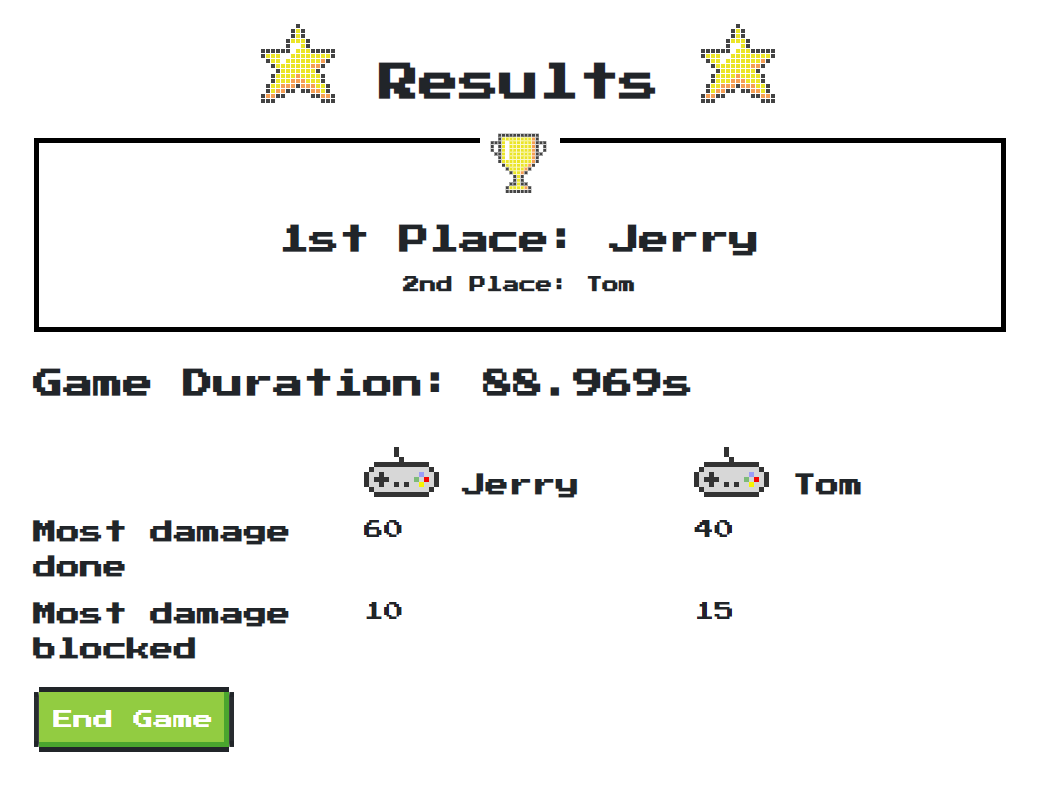 Results
1st Place: Jerry
2nd Place: Tom
Game Duration: 88.969s
Jerry Tom
Most damage 60 40
done
Most damage 10 15
blocked
End Game